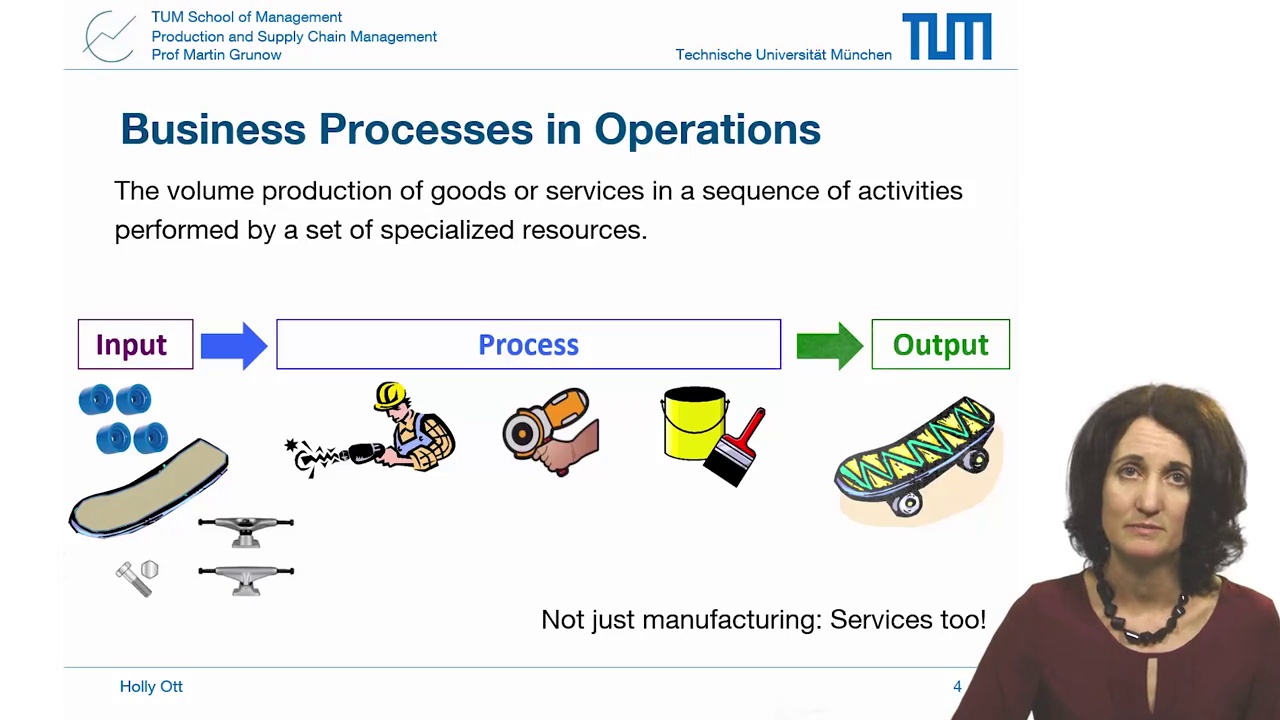 TUM School of Management
Production and Supply Chain Management
Prof Martin Grunow
Technische Universität München
TUM
Business Processes in Operations
The volume production of goods or services in a sequence of activities
performed by a set of specialized resources.
Input
Process
Output
Not just manufacturing: Services too!
Holly Ott
4